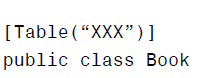 [Table(“XXX”)]
public class Book